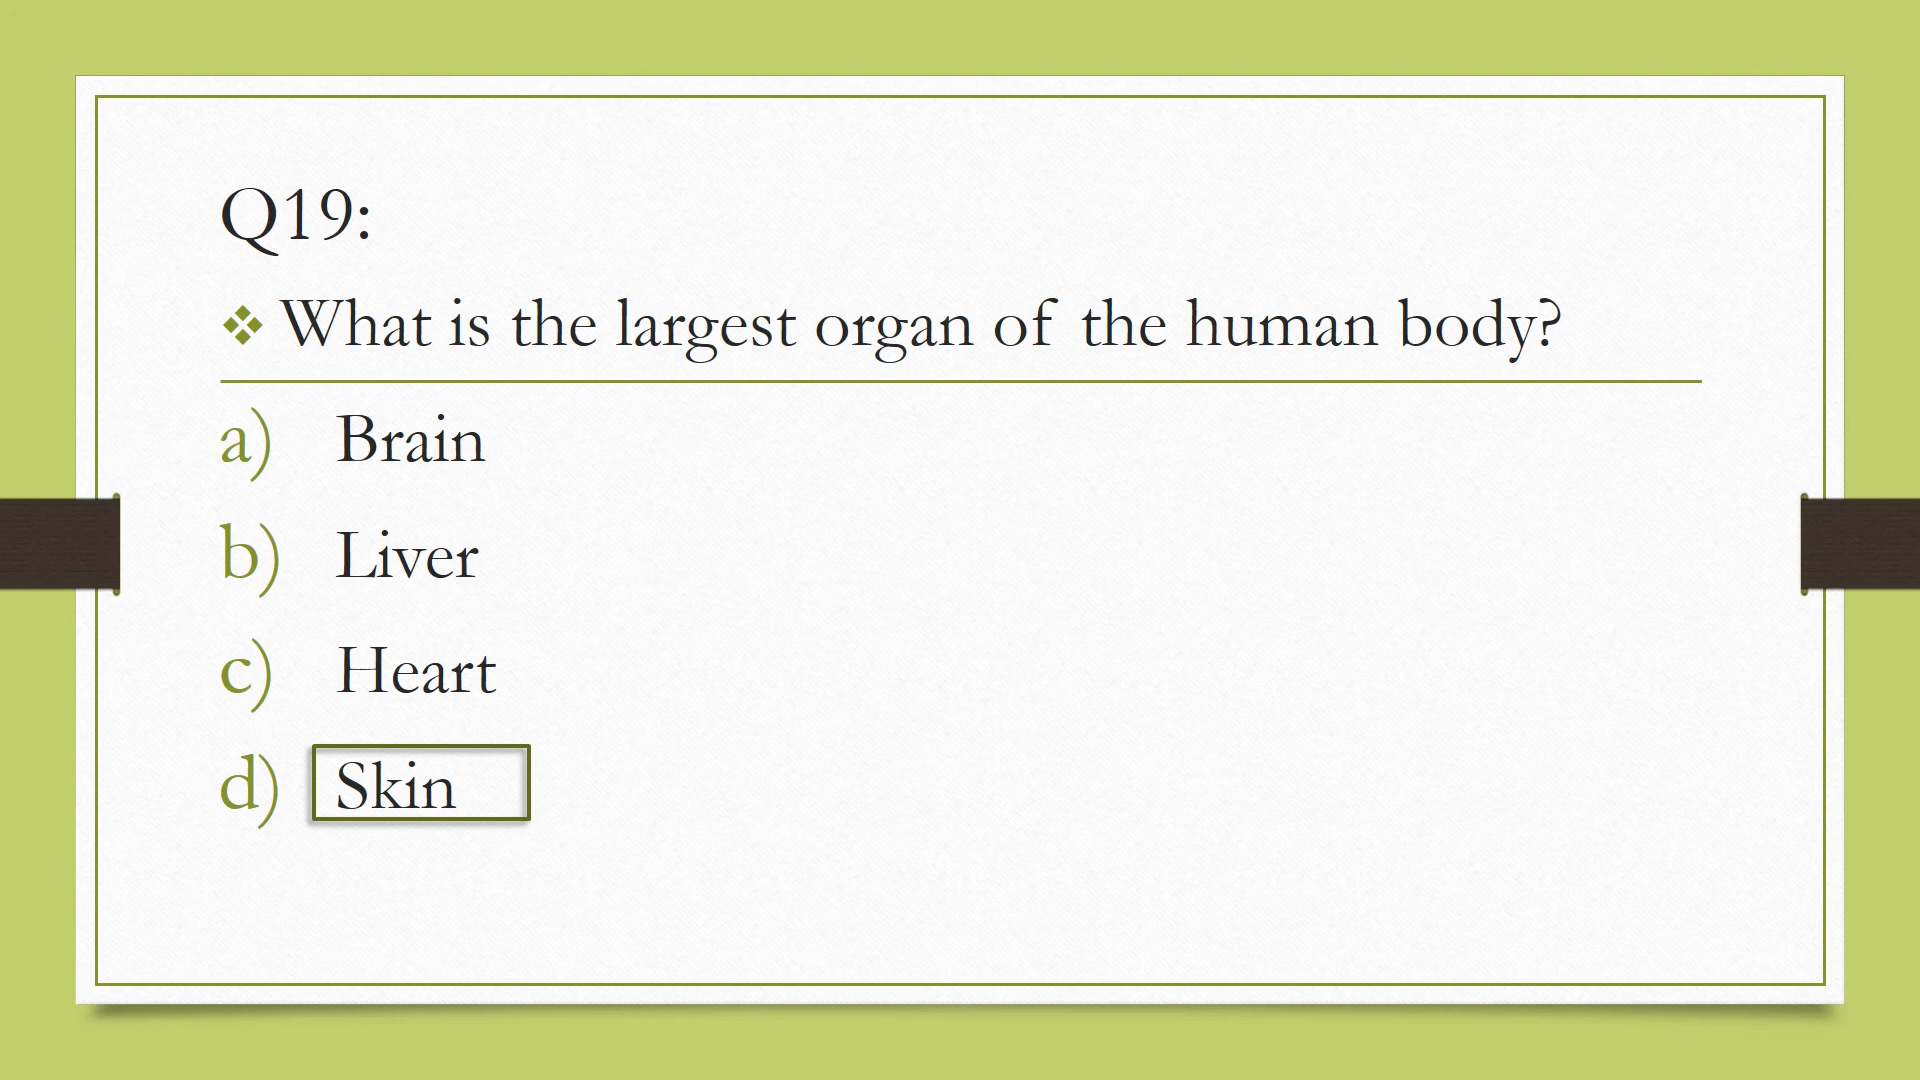 Q19:
❖ What is the largest organ of the human body?
a) Brain
b) Liver
c) Heart
d) Skin